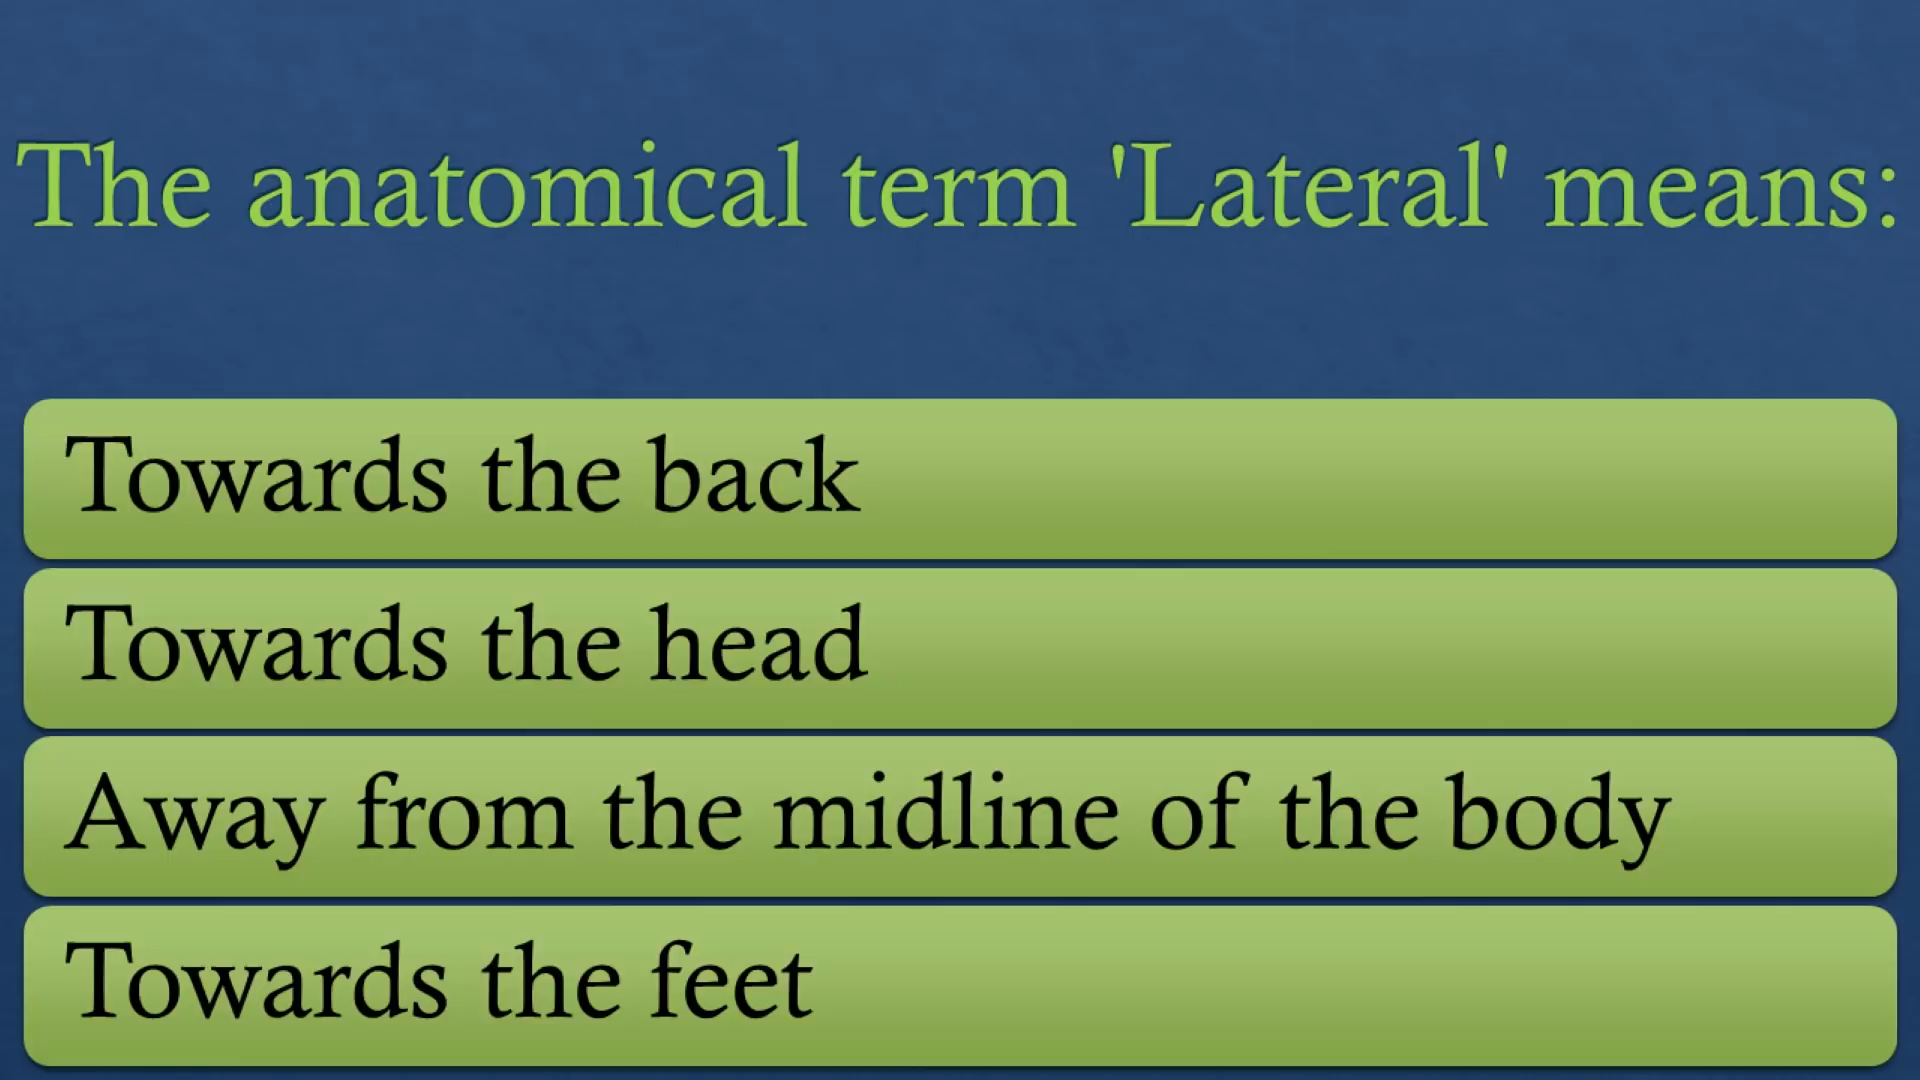 The anatomical term 'Lateral' means:
Towards the back
Towards the head
Away from the midline of the body
Towards the feet